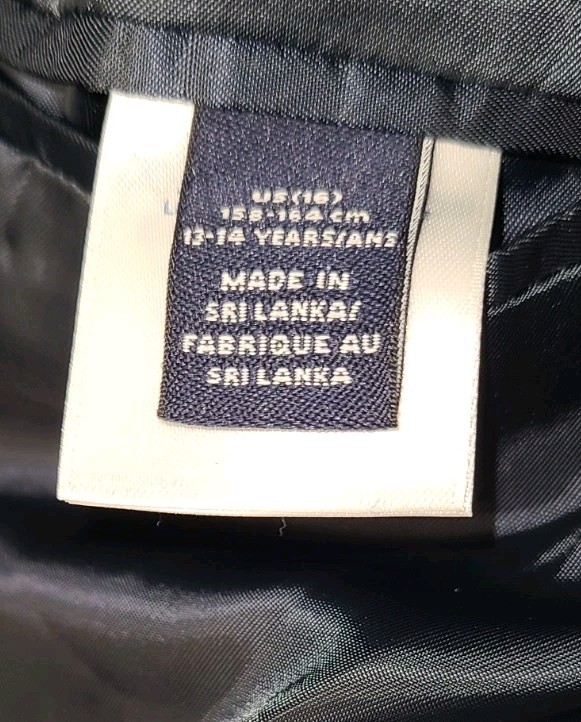 US(16)
158-164 cm
13-14 YEARS/ANS
MADE IN
SRI LANKA/
FABRIQUE AU
SRI LANKA